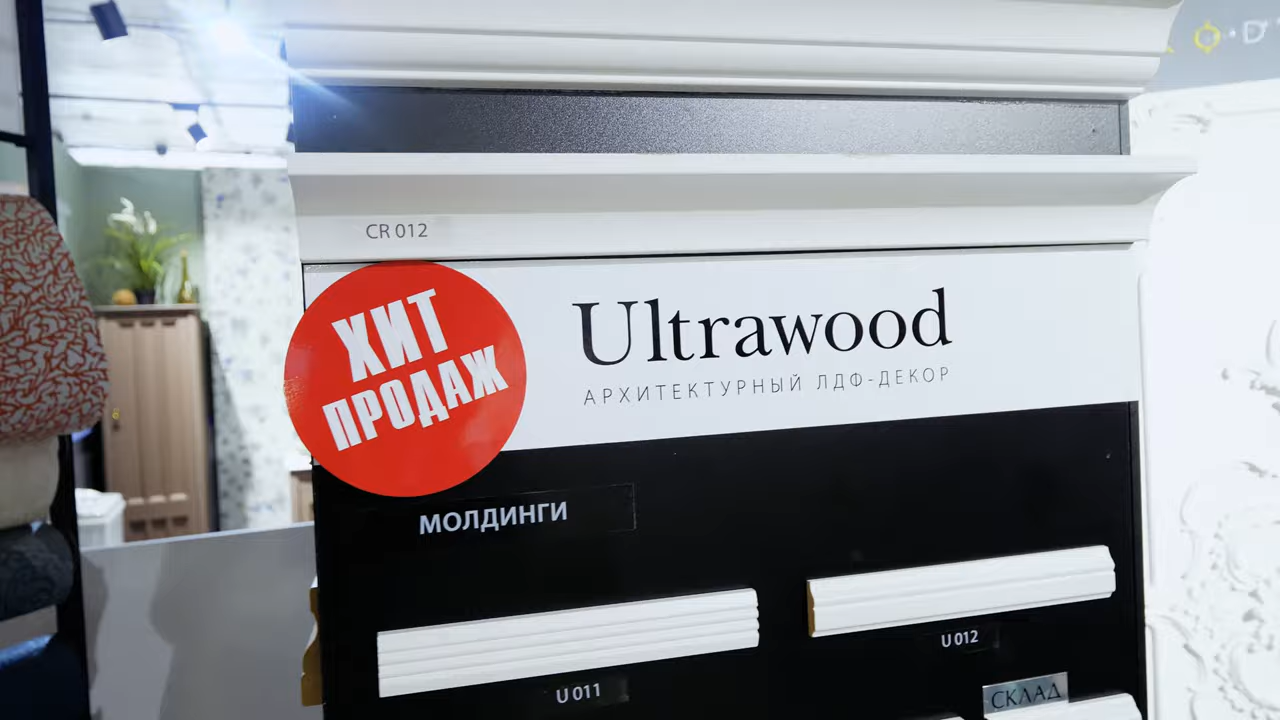 CR 012
ХИТ
ПРОДАЖ
Ultrawood
АРХИТЕКТУРНЫЙ ЛДФ-ДЕКОР
МОЛДИНГИ
U 011
U 012
СКЛАД